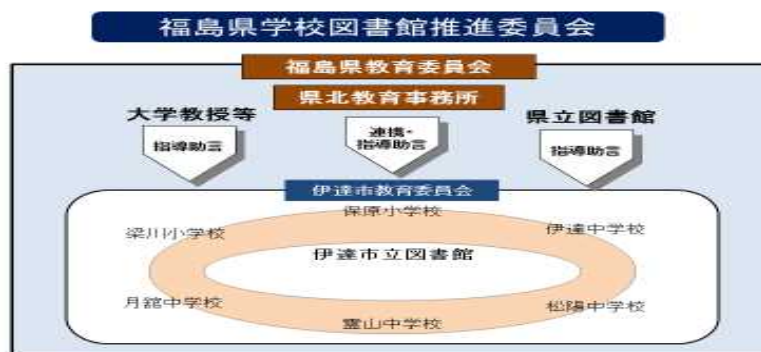 福島県学校図書館推進委員会
福島県教育委員会
県北教育事務所
大学教授等
県立図書館
指導助言
連携・
指導助言
指導助言
伊達市教育委員会
保原小学校
梁川小学校
伊達中学校
伊達市立図書館
月舘中学校
松陽中学校
霊山中学校